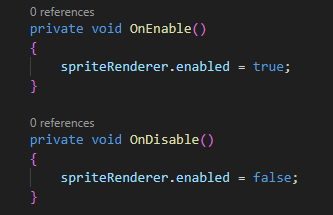 0 references
private void OnEnable()
{
    spriteRenderer.enabled = true;
}
0 references
private void OnDisable()
{
    spriteRenderer.enabled = false;
}